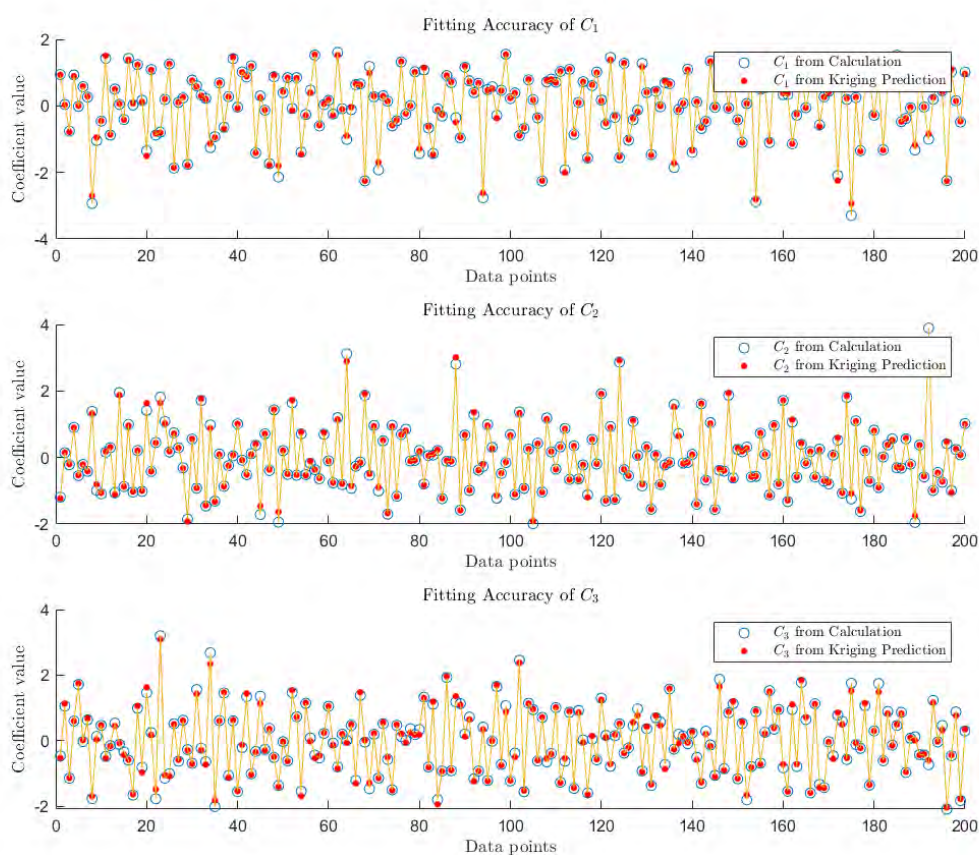 Fitting Accuracy of C₁
2
0
-2
-4
Coefficient value
C₁ from Calculation
C₁ from Kriging Prediction
0 20 40 60 80 100 120 140 160 180 200
Data points
Fitting Accuracy of C₂
4
2
0
-2
Coefficient value
C₂ from Calculation
C₂ from Kriging Prediction
0 20 40 60 80 100 120 140 160 180 200
Data points
Fitting Accuracy of C₃
4
2
0
-2
Coefficient value
C₃ from Calculation
C₃ from Kriging Prediction
0 20 40 60 80 100 120 140 160 180 200
Data points